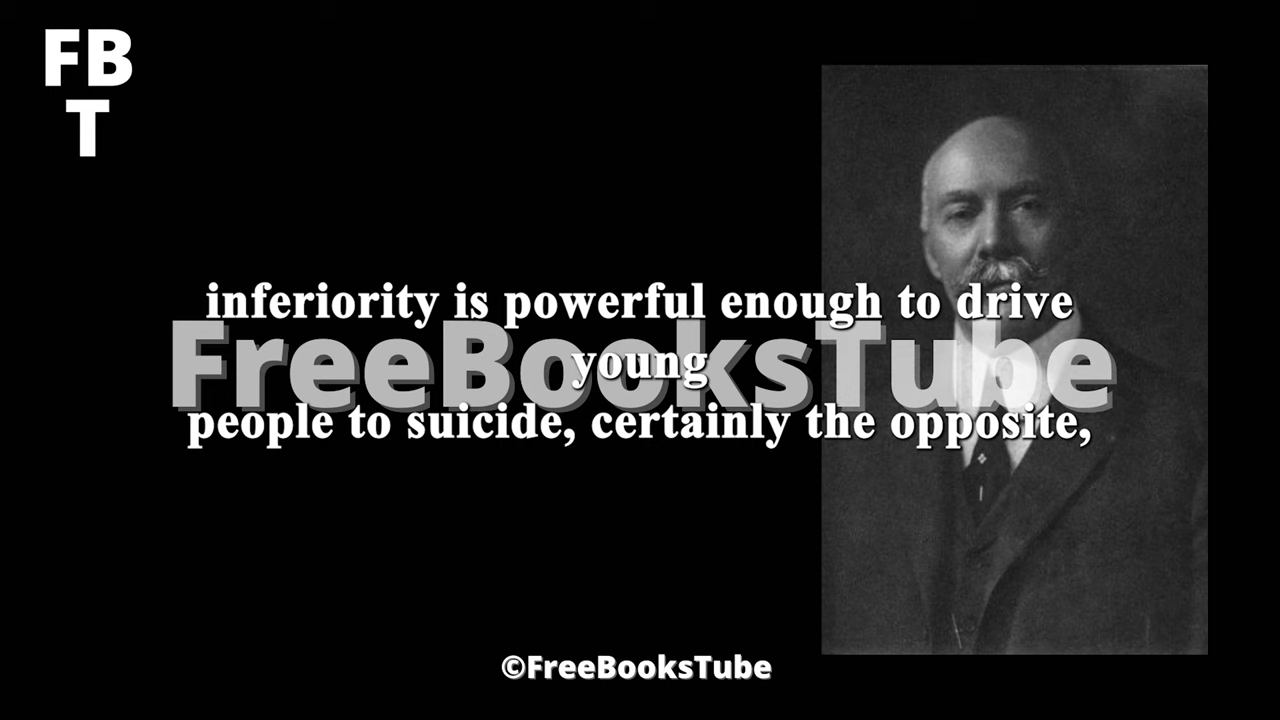 FB
T
inferiority is powerful enough to drive
FreeBooksTube
young
people to suicide, certainly the opposite,
©FreeBooksTube